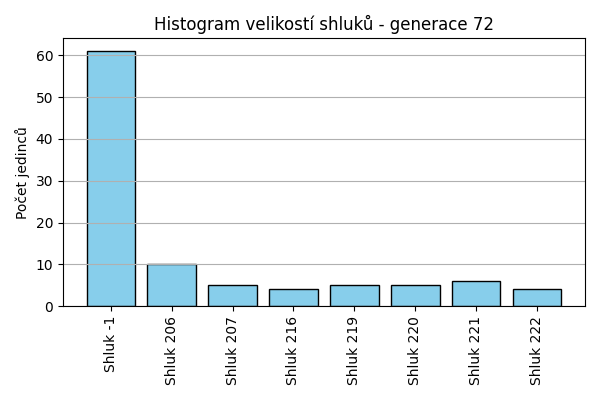 Histogram velikostí shluků - generace 72
Počet jedinců
60
50
40
30
20
10
0
Shluk -1
Shluk 206
Shluk 207
Shluk 216
Shluk 219
Shluk 220
Shluk 221
Shluk 222